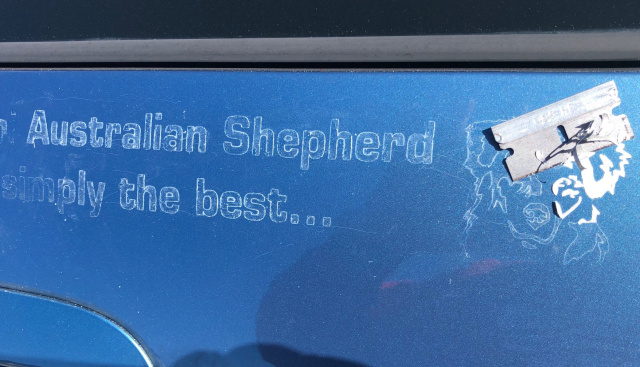 Australian Shepherd
simply the best...